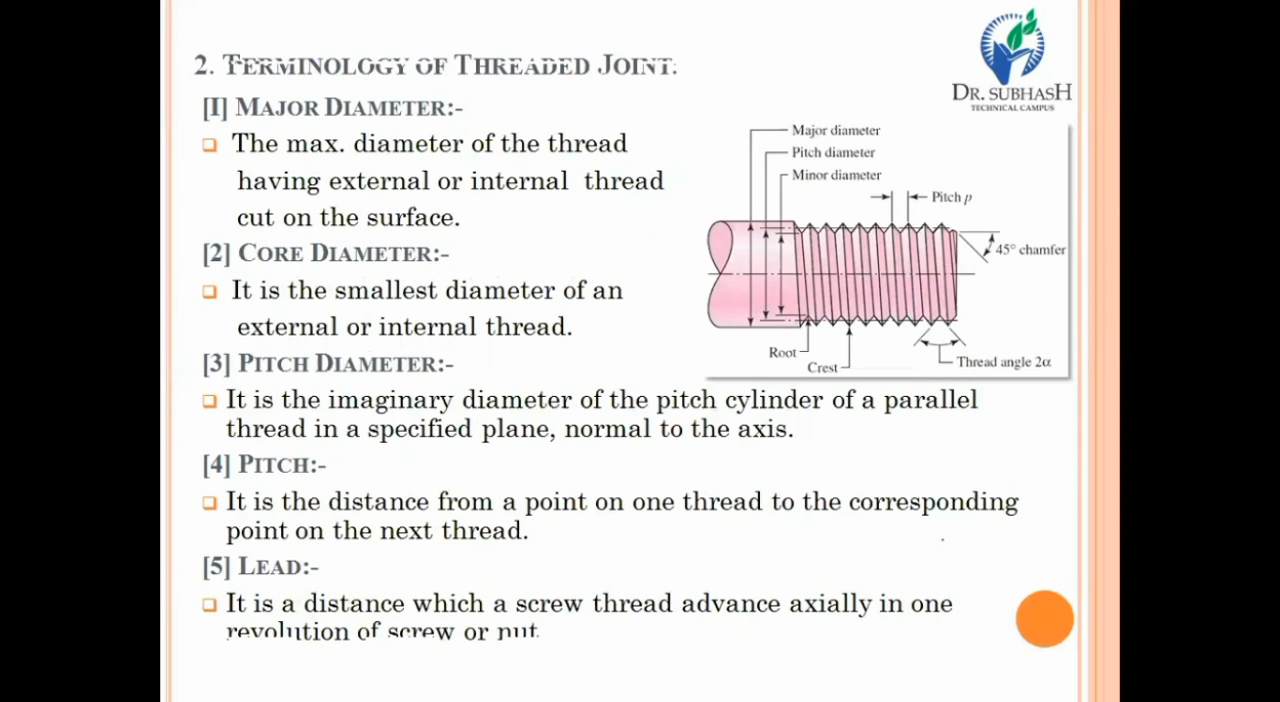 2. TERMINOLOGY OF THREADED JOINT.
[I] MAJOR DIAMETER:-
The max. diameter of the thread
having external or internal thread
cut on the surface.
[2] CORE DIAMETER:-
It is the smallest diameter of an
external or internal thread.
[3] PITCH DIAMETER:-
It is the imaginary diameter of the pitch cylinder of a parallel
thread in a specified plane, normal to the axis.
[4] PITCH:-
It is the distance from a point on one thread to the corresponding
point on the next thread.
[5] LEAD:-
It is a distance which a screw thread advance axially in one
revolution of screw or nut.
DR. SUBHASH
TECHNICAL CAMPUS
Major diameter
Pitch diameter
Minor diameter
Pitch p
45° chamfer
Root
Crest
Thread angle 2α